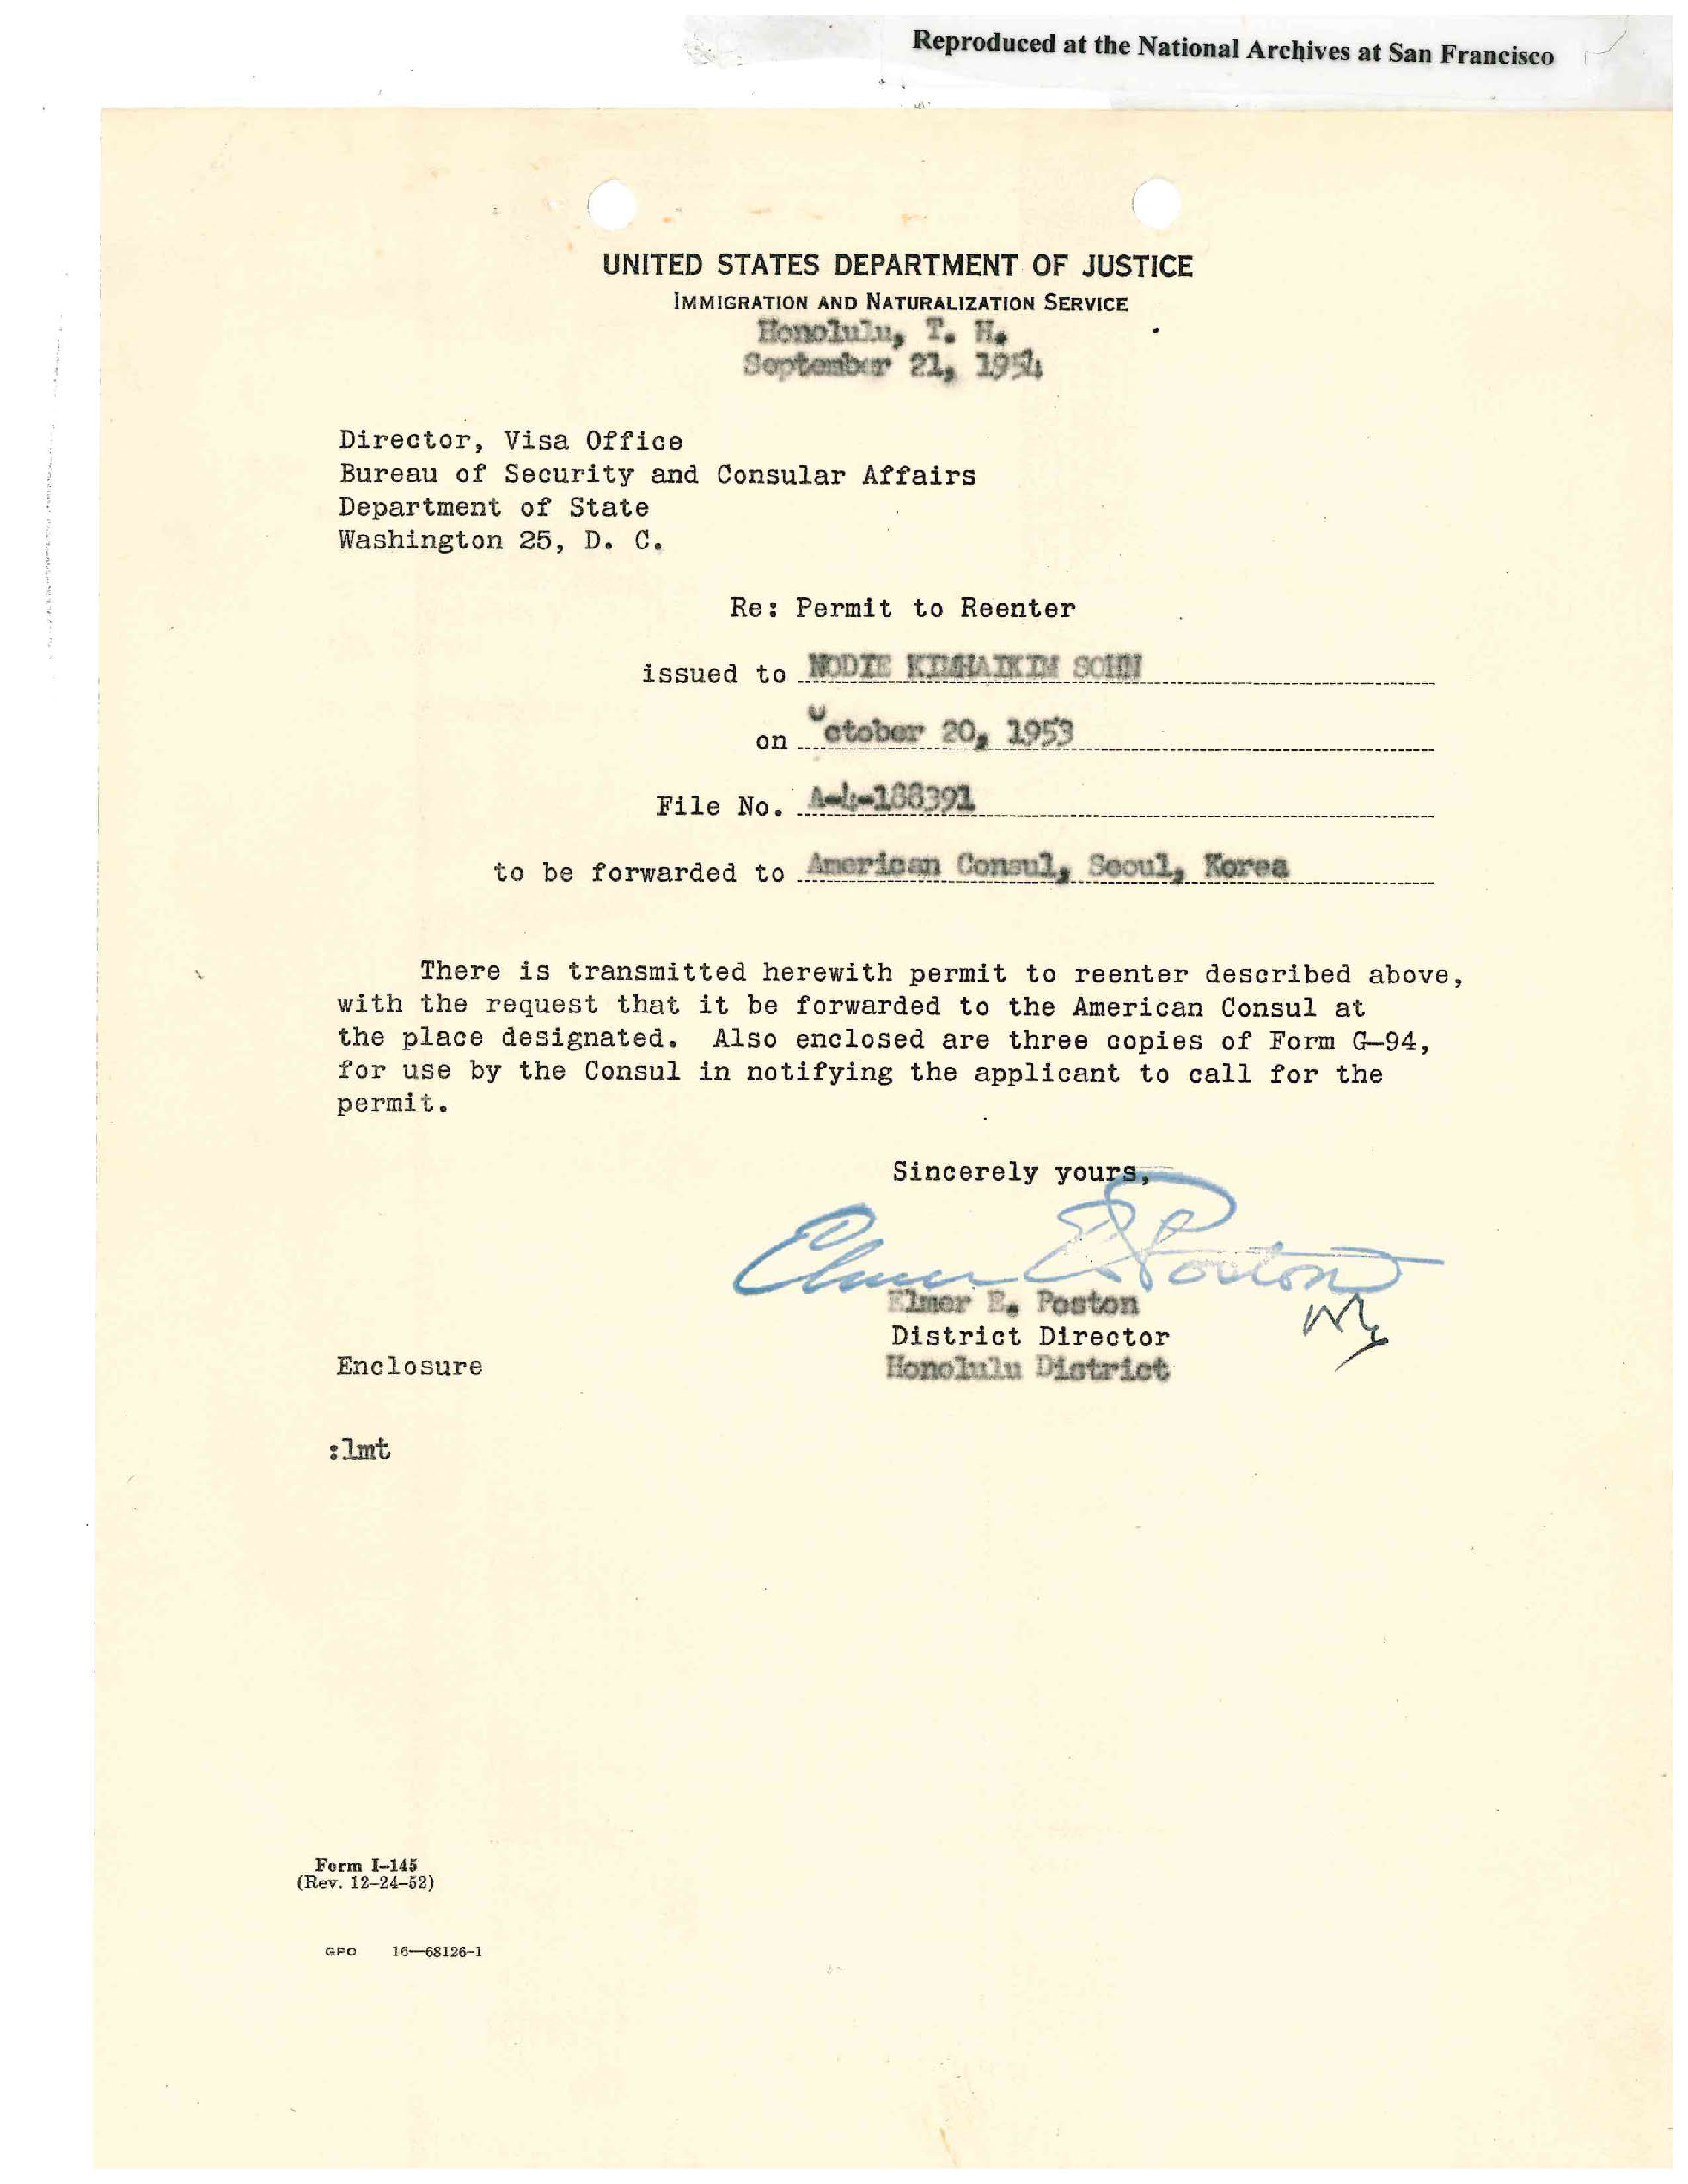 Reproduced at the National Archives at San Francisco
UNITED STATES DEPARTMENT OF JUSTICE
IMMIGRATION AND NATURALIZATION SERVICE
Honolulu, T. H.
September 21, 1954
Director, Visa Office
Bureau of Security and Consular Affairs
Department of State
Washington 25, D. C.
Re: Permit to Reenter
issued to NODIE KIMHAIKIM SOHN
on October 20, 1953
File No. A-4-188391
to be forwarded to American Consul, Seoul, Korea
There is transmitted herewith permit to reenter described above,
with the request that it be forwarded to the American Consul at
the place designated. Also enclosed are three copies of Form G-94,
for use by the Consul in notifying the applicant to call for the
permit.
Sincerely yours,
Elmer E. Poston
Elmer E. Poston
District Director
Honolulu District
Enclosure
:lmt
Form I-145
(Rev. 12-24-52)
GPO 16—68126-1